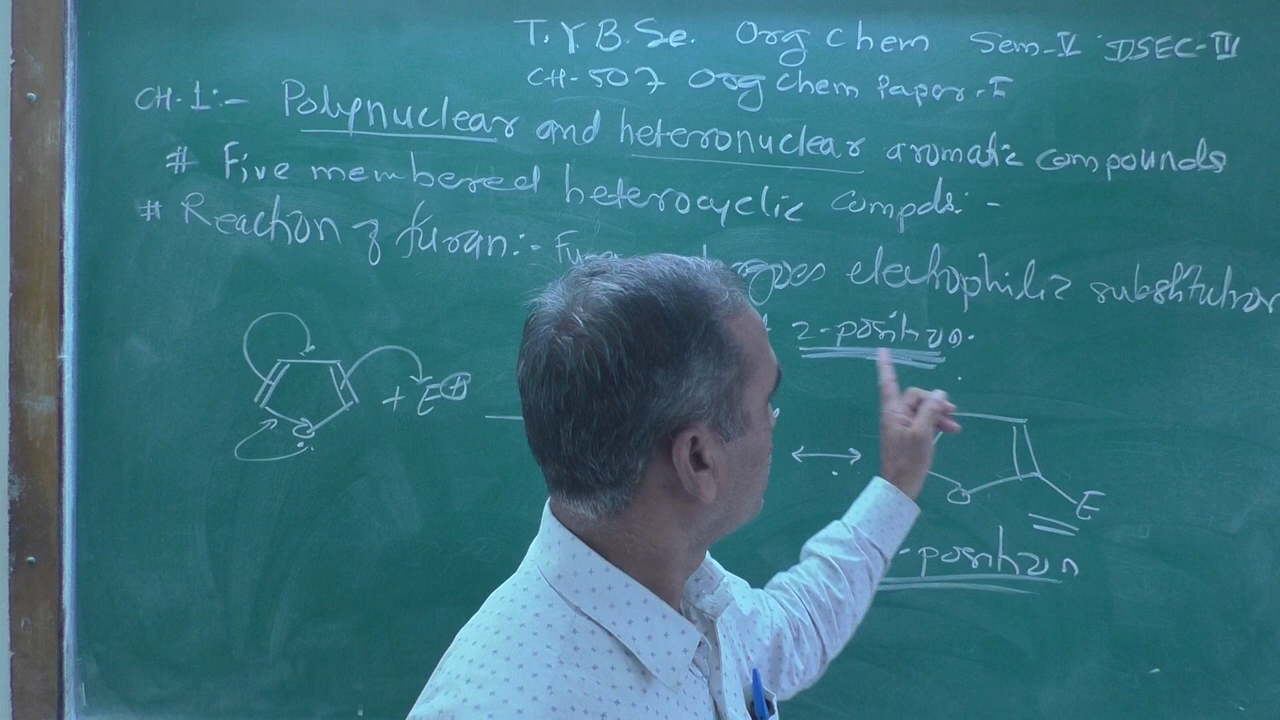 T.Y.B.Sc. Org Chem Sem-V DSEC-III
CH-507 Org Chem Paper-I
CH-1:- Polynuclear and heteronuclear aromatic compounds
# Five membered heterocyclic compds:-
# Reaction of furan:- electrophilic substitution
2-position.
+ E⊕
O
O
E
-position